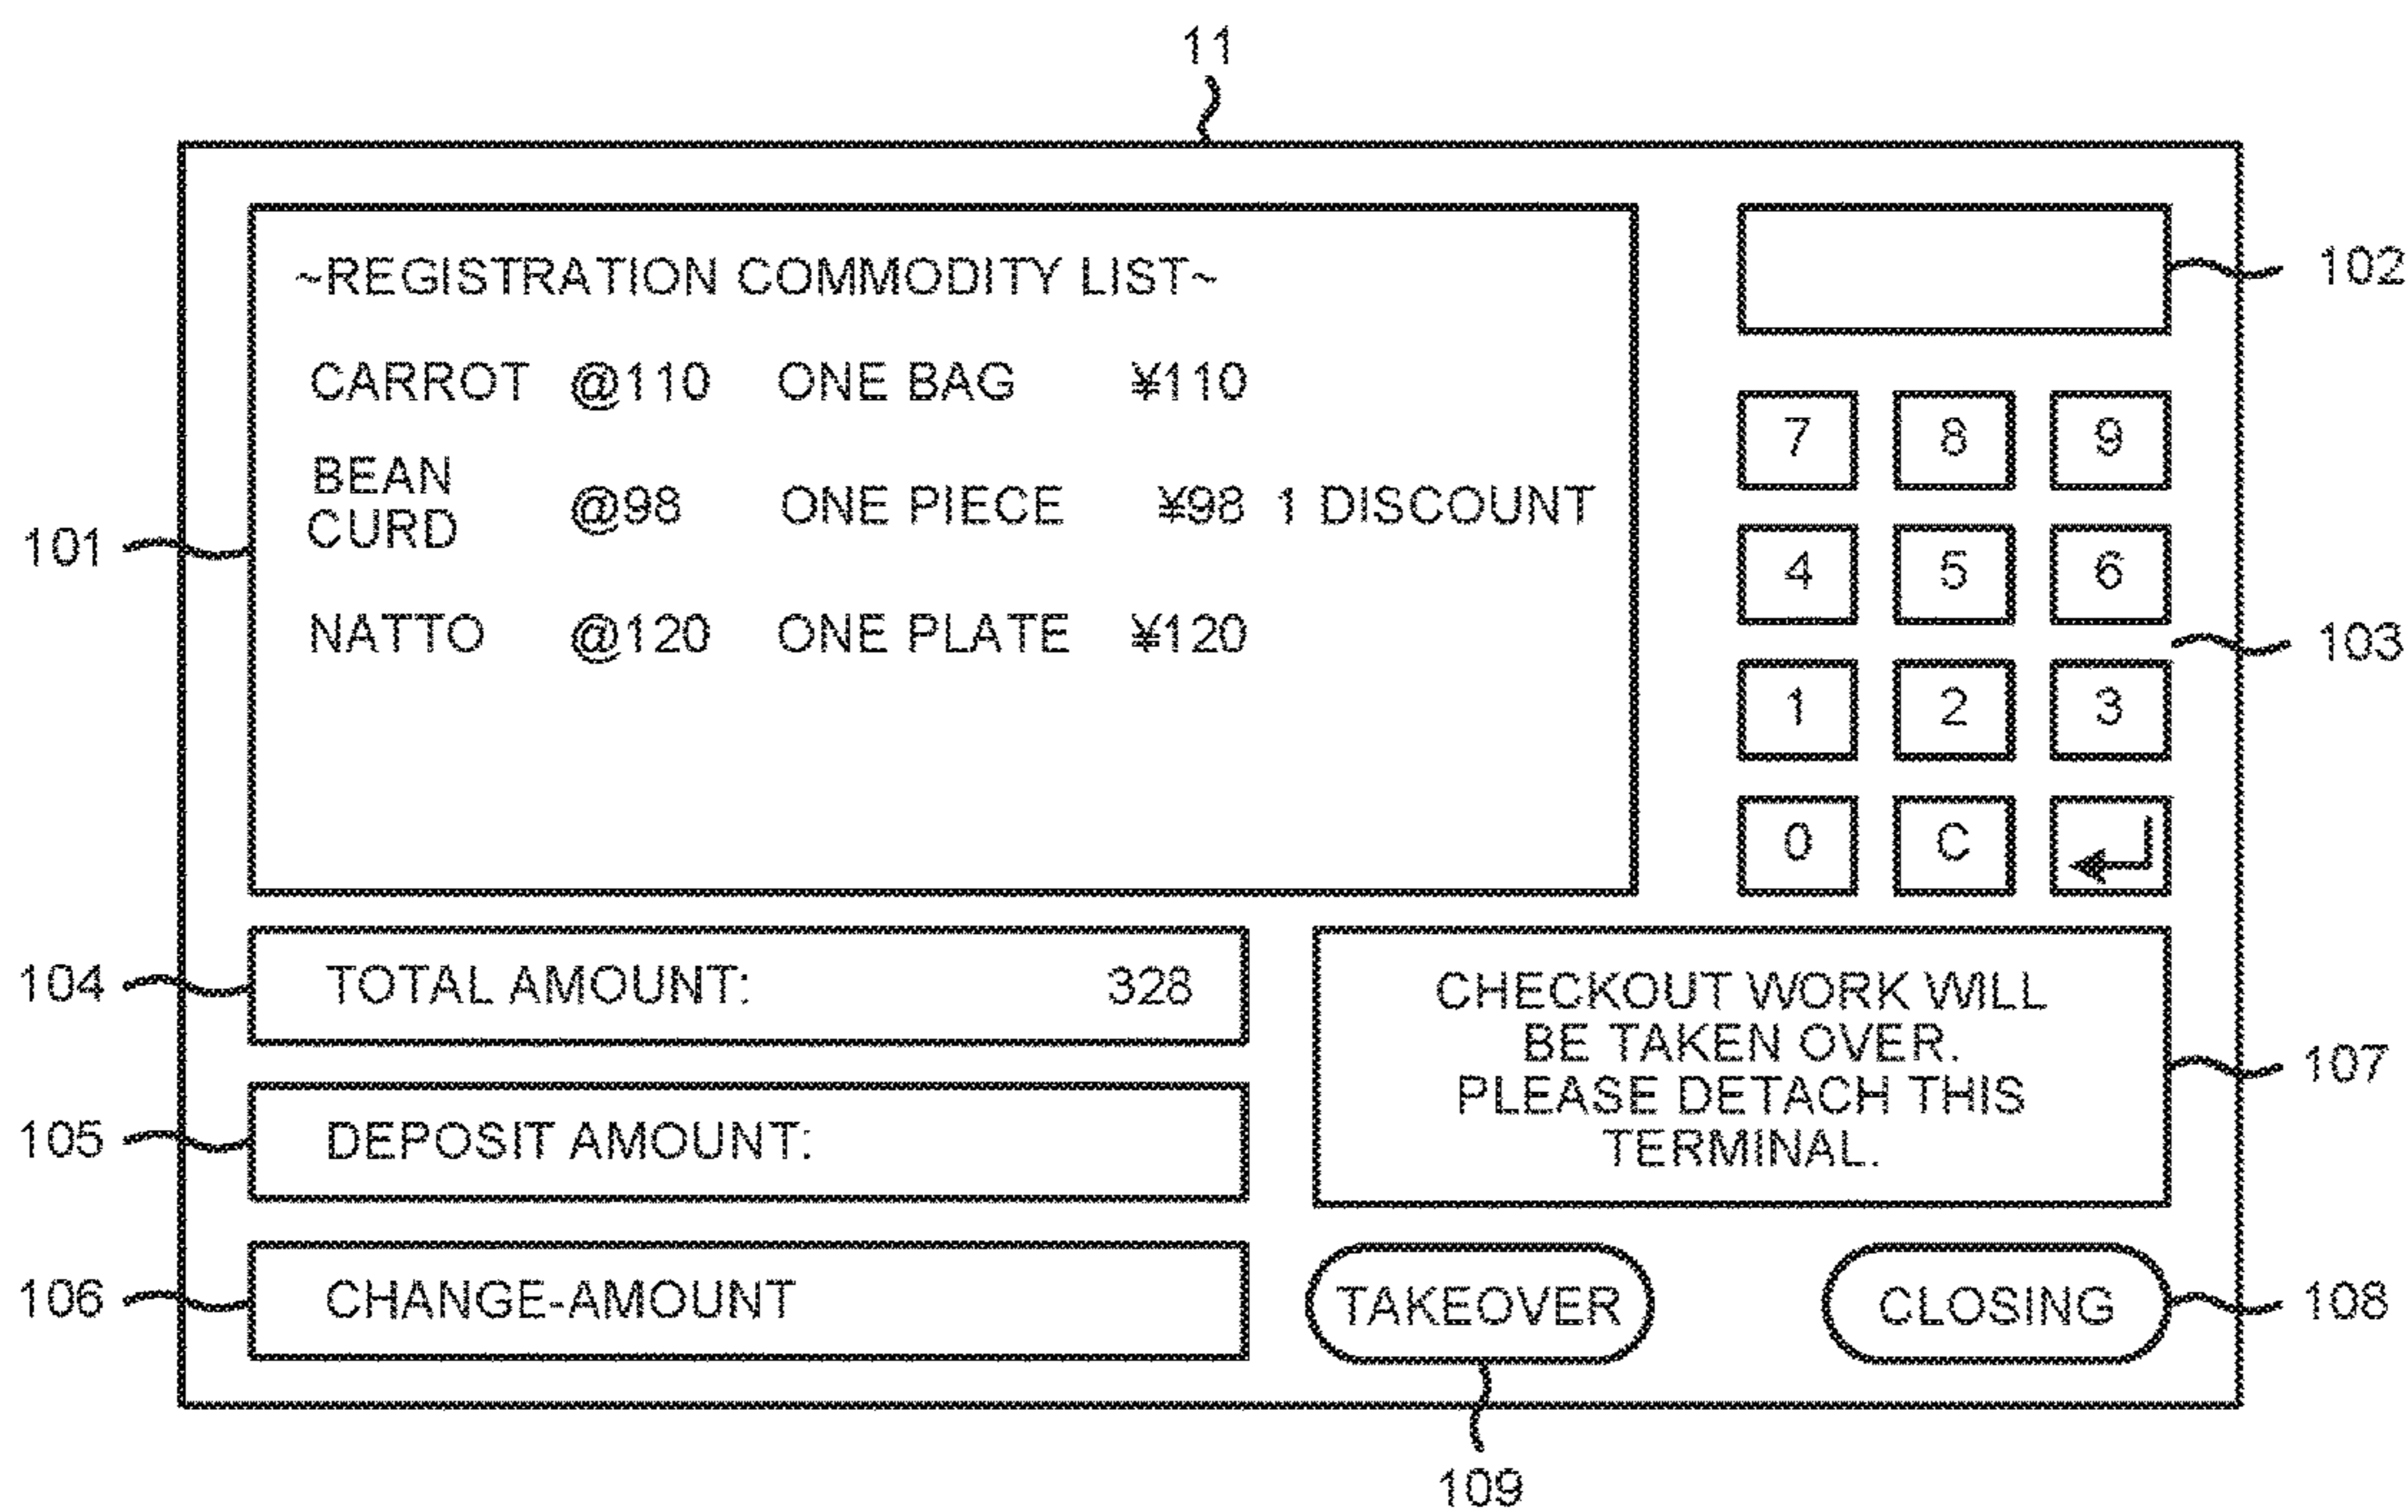 11
~REGISTRATION COMMODITY LIST~
CARROT @110 ONE BAG ¥110
BEAN
CURD @98 ONE PIECE ¥98 1 DISCOUNT
NATTO @120 ONE PLATE ¥120
101
102
7 8 9
4 5 6
103
1 2 3
0 C
104
TOTAL AMOUNT: 328
105
DEPOSIT AMOUNT:
106
CHANGE-AMOUNT
CHECKOUT WORK WILL
BE TAKEN OVER.
PLEASE DETACH THIS
TERMINAL.
107
TAKEOVER
CLOSING
108
109